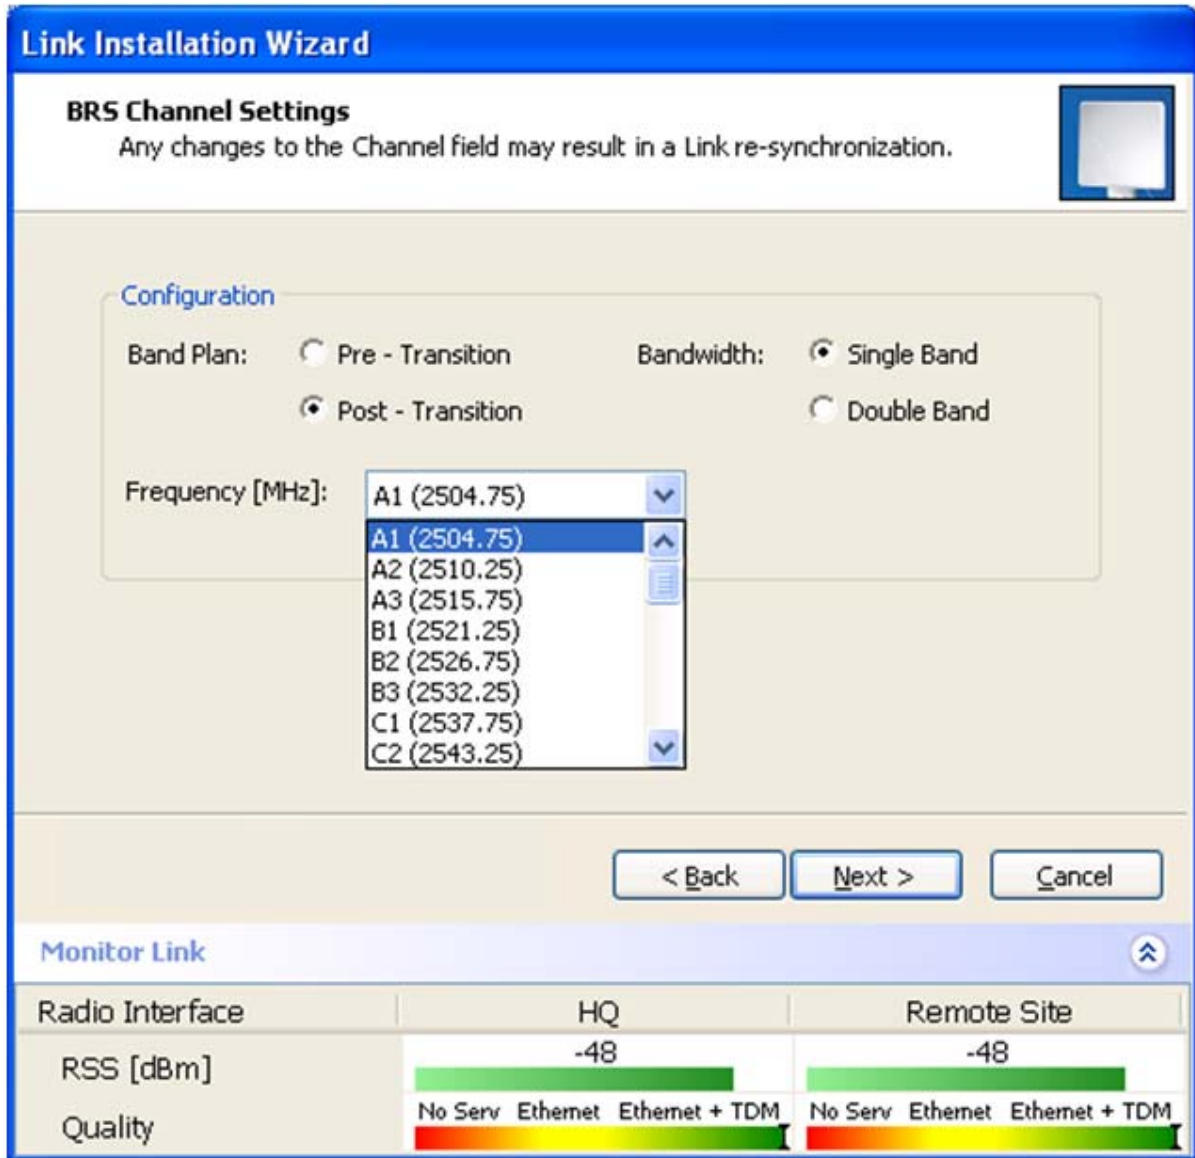 Link Installation Wizard
BRS Channel Settings
Any changes to the Channel field may result in a Link re-synchronization.
Configuration
Band Plan: Pre - Transition Bandwidth: Single Band
Post - Transition Double Band
Frequency [MHz]: A1 (2504.75)
A1 (2504.75)
A2 (2510.25)
A3 (2515.75)
B1 (2521.25)
B2 (2526.75)
B3 (2532.25)
C1 (2537.75)
C2 (2543.25)
< Back Next > Cancel
Monitor Link
Radio Interface HQ Remote Site
RSS [dBm] -48 -48
No Serv Ethernet Ethernet + TDM No Serv Ethernet Ethernet + TDM
Quality